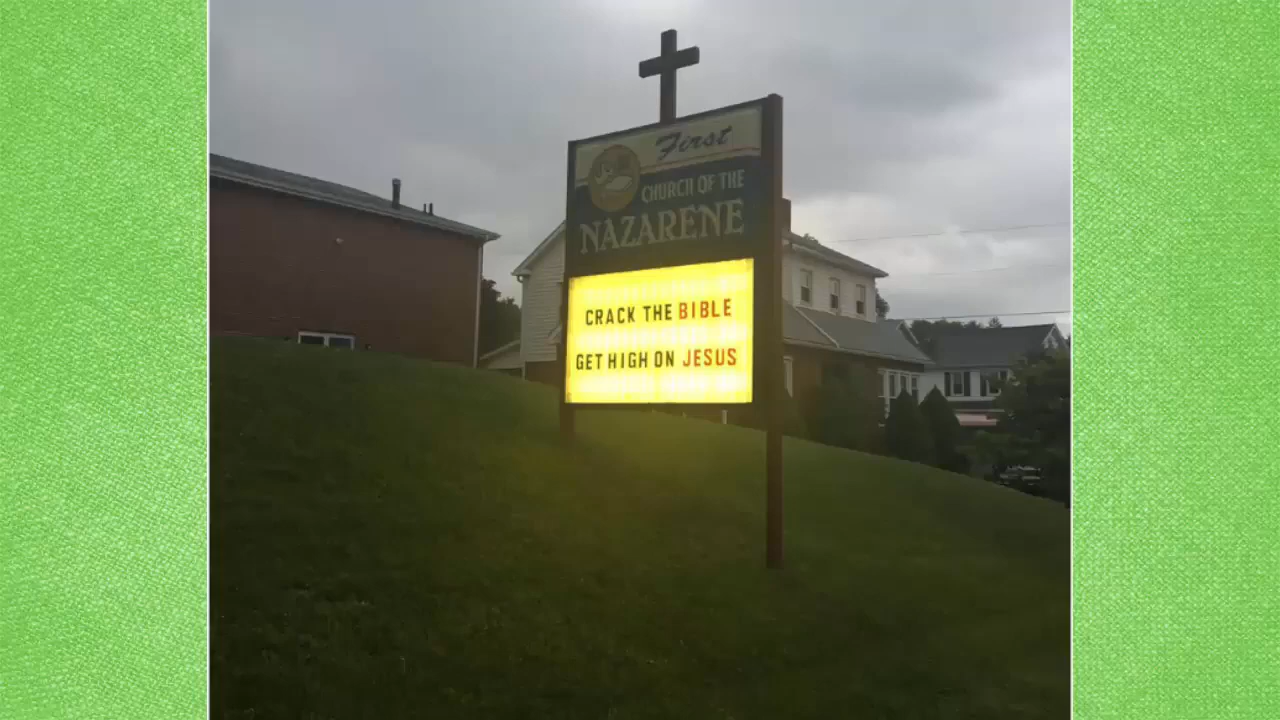 First
CHURCH OF THE
NAZARENE
CRACK THE BIBLE
GET HIGH ON JESUS